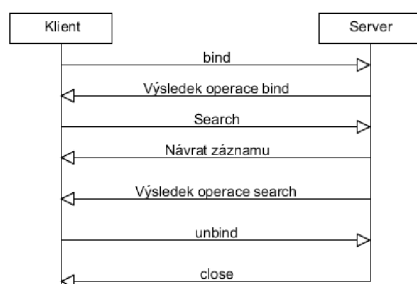 Klient
Server
bind
Výsledek operace bind
Search
Návrat záznamu
Výsledek operace search
unbind
close